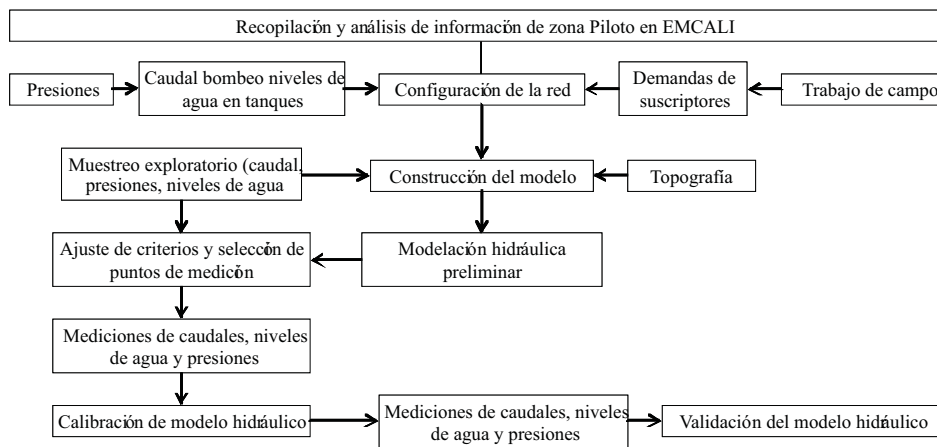 Recopilación y análisis de información de zona Piloto en EMCALI
Presiones
Caudal bombeo niveles de
agua en tanques
Configuración de la red
Demandas de
suscriptores
Trabajo de campo
Muestreo exploratorio (caudal,
presiones, niveles de agua
Construcción del modelo
Topografía
Ajuste de criterios y selección de
puntos de medición
Modelación hidráulica
preliminar
Mediciones de caudales, niveles
de agua y presiones
Calibración de modelo hidráulico
Mediciones de caudales, niveles
de agua y presiones
Validación del modelo hidráulico